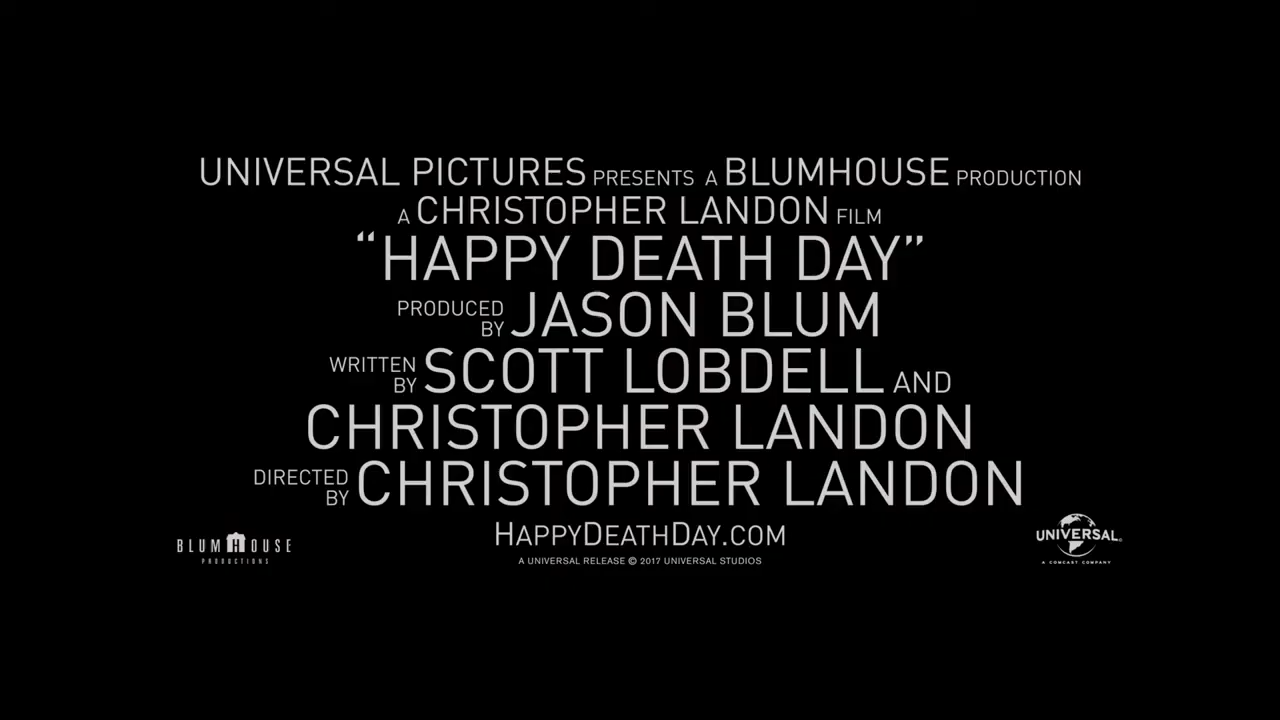 UNIVERSAL PICTURES PRESENTS A BLUMHOUSE PRODUCTION
A CHRISTOPHER LANDON FILM
“HAPPY DEATH DAY”
PRODUCED BY JASON BLUM
WRITTEN BY SCOTT LOBDELL AND
CHRISTOPHER LANDON
DIRECTED BY CHRISTOPHER LANDON
HAPPYDEATHDAY.COM
A UNIVERSAL RELEASE © 2017 UNIVERSAL STUDIOS
BLUMHOUSE
PRODUCTIONS
UNIVERSAL®
A COMCAST COMPANY